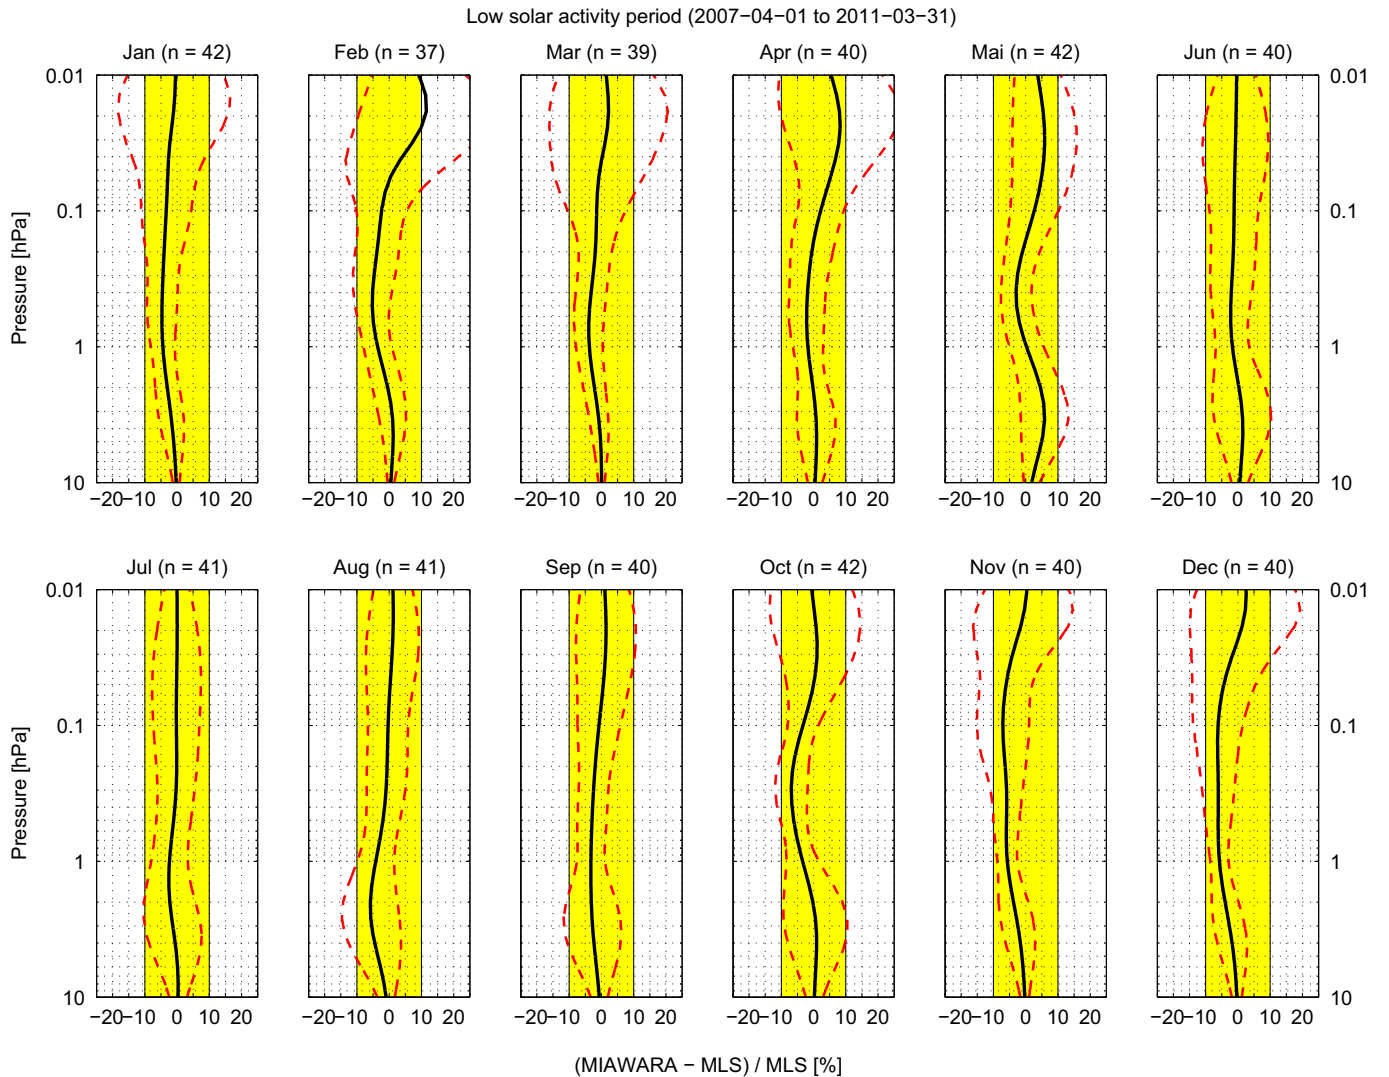 Low solar activity period (2007−04−01 to 2011−03−31)
Jan (n = 42) Feb (n = 37) Mar (n = 39) Apr (n = 40) Mai (n = 42) Jun (n = 40)
0.01 0.01
0.1 0.1
Pressure [hPa]
1 1
10 10
−20−10 0 10 20 −20−10 0 10 20 −20−10 0 10 20 −20−10 0 10 20 −20−10 0 10 20 −20−10 0 10 20
Jul (n = 41) Aug (n = 41) Sep (n = 40) Oct (n = 42) Nov (n = 40) Dec (n = 40)
0.01 0.01
0.1 0.1
Pressure [hPa]
1 1
10 10
−20−10 0 10 20 −20−10 0 10 20 −20−10 0 10 20 −20−10 0 10 20 −20−10 0 10 20 −20−10 0 10 20
(MIAWARA − MLS) / MLS [%]